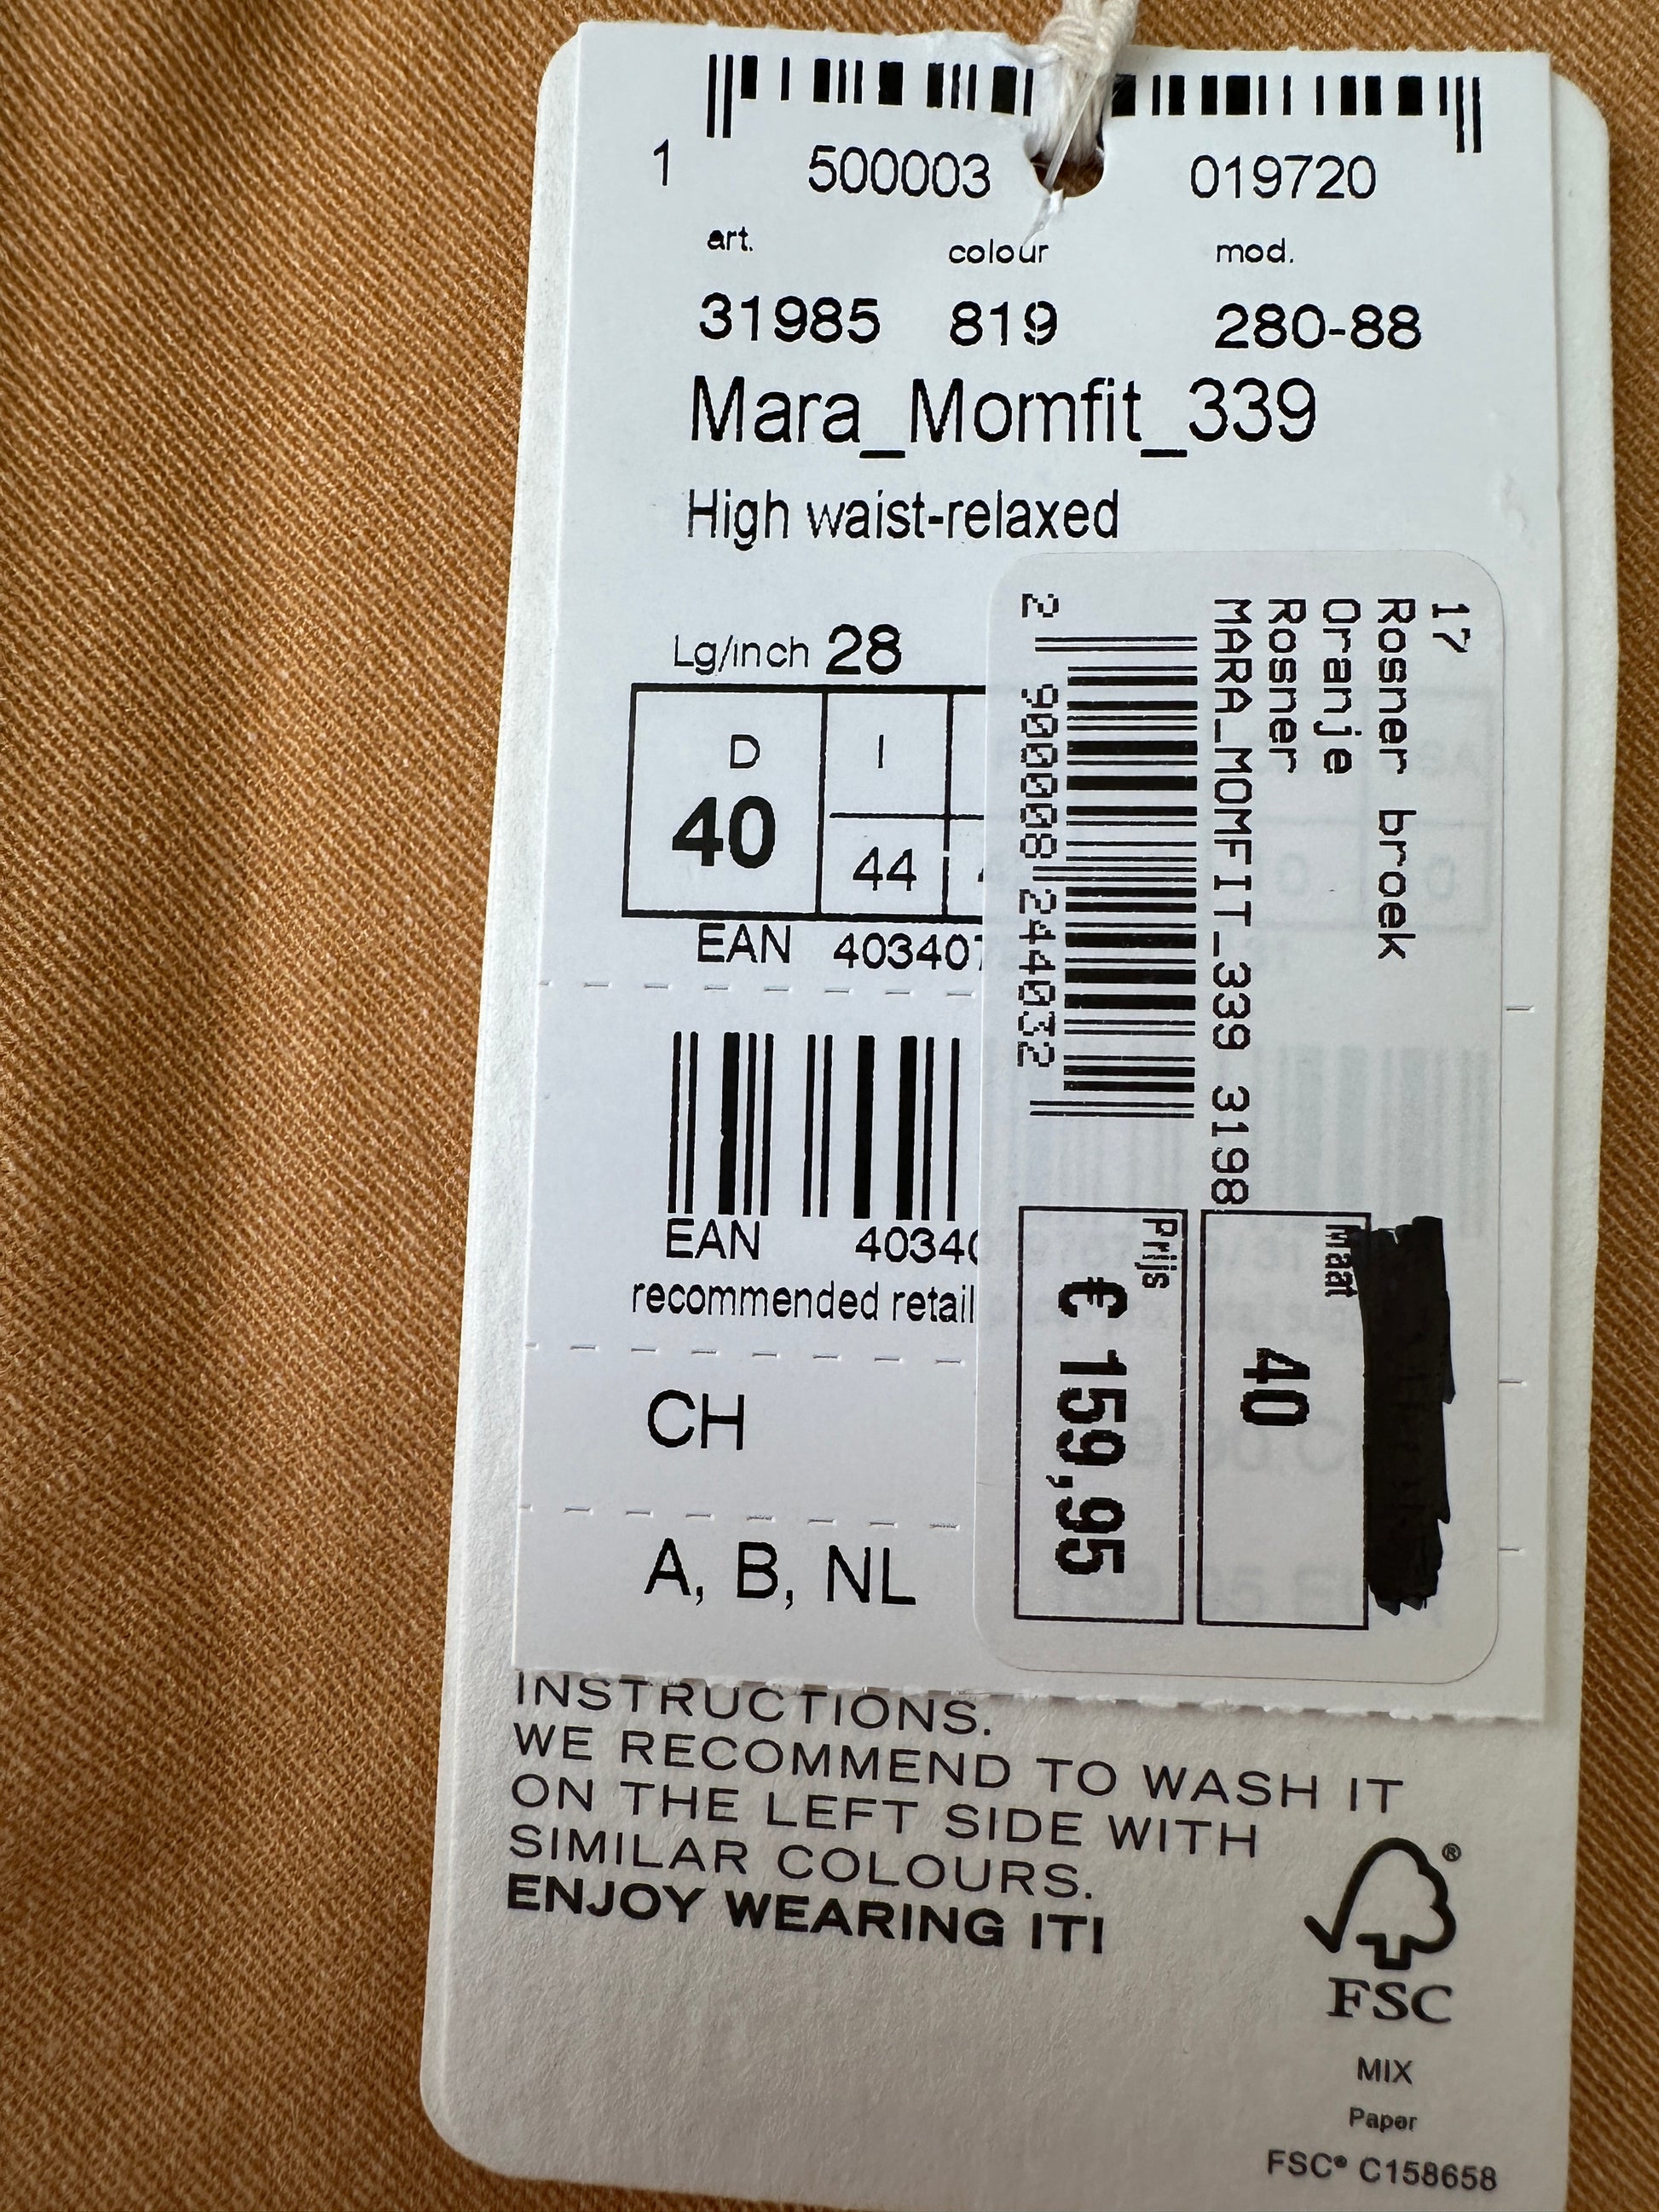 1 500003 019720
art. colour mod.
31985 819 280-88
Mara_Momfit_339
High waist-relaxed
Lg/inch 28
D I
40 44
EAN 403407
EAN 40340
recommended retail
CH
A, B, NL
17
Rosner broek
Oranje
Rosner
MARA_MOMFIT_339 3198
2 900008 244032
Maat
40
Prijs
€ 159,95
INSTRUCTIONS.
WE RECOMMEND TO WASH IT
ON THE LEFT SIDE WITH
SIMILAR COLOURS.
ENJOY WEARING IT!
®
FSC
MIX
Paper
FSC® C158658